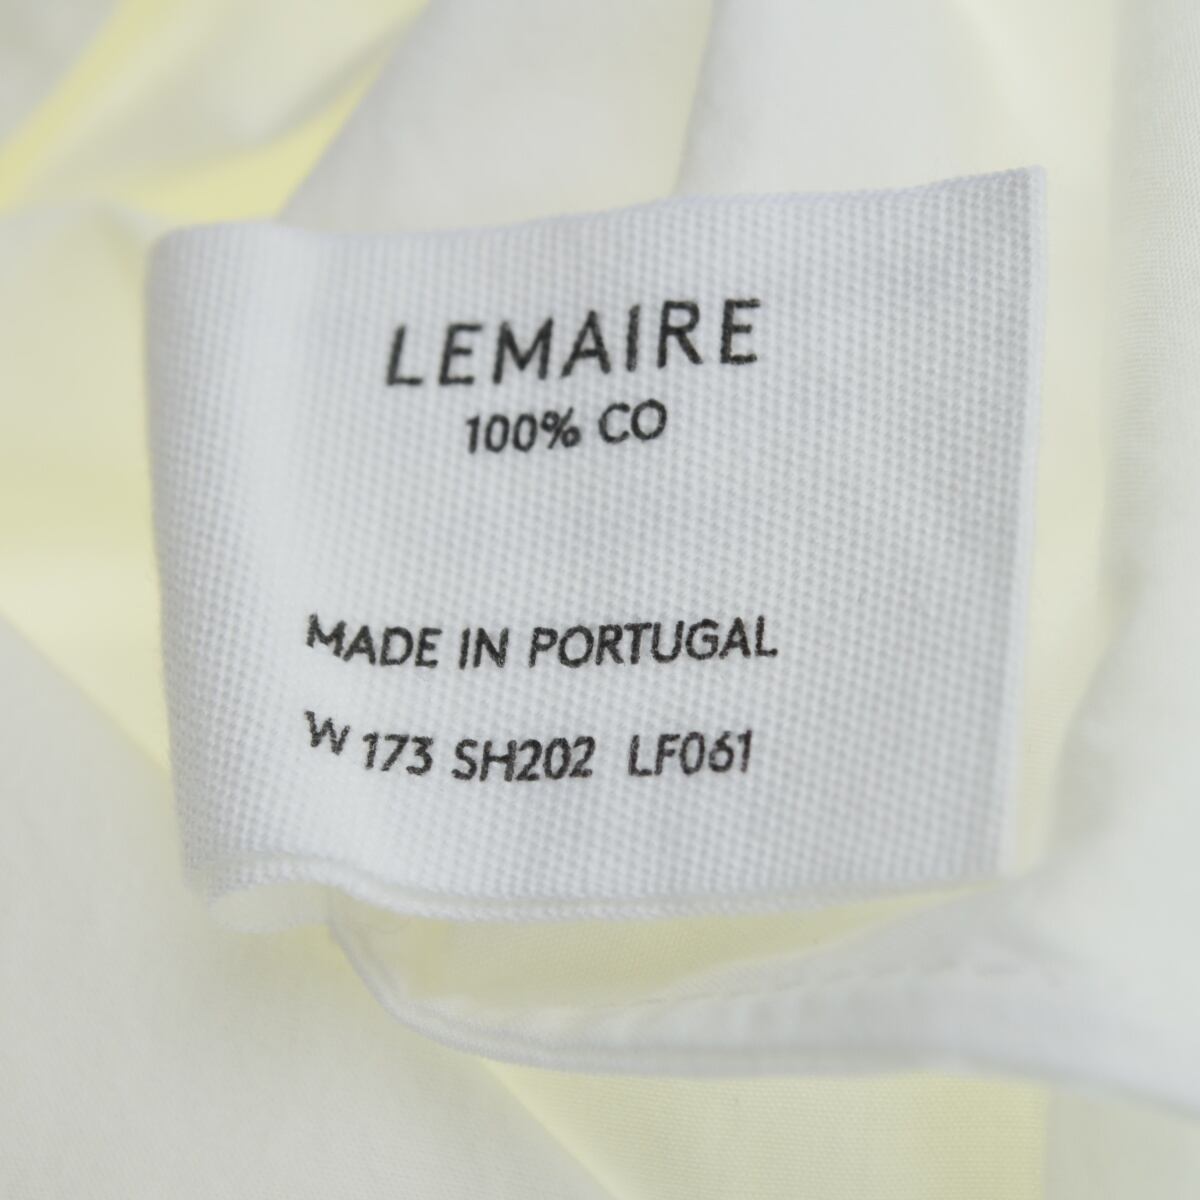 LEMAIRE
100% CO
MADE IN PORTUGAL
W 173 SH202 LF061